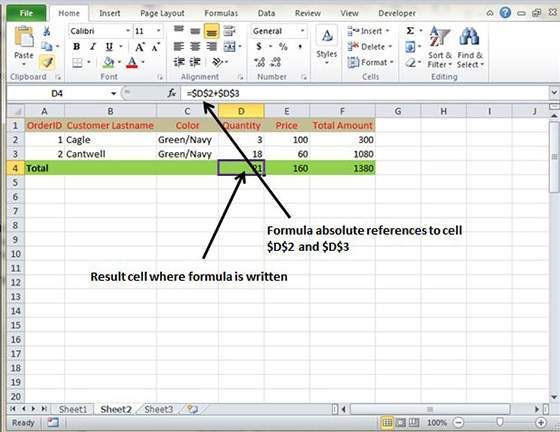 File Home Insert Page Layout Formulas Data Review View Developer
Calibri 11 General Insert Σ
Paste B I U A A $ % , Styles Delete Sort & Filter Find & Select
Format
Clipboard Font Alignment Number Cells Editing
D4 fx =$D$2+$D$3
A B C D E F G H I J
1 OrderID Customer Lastname Color Quantity Price Total Amount
2 1 Cagle Green/Navy 3 100 300
3 2 Cantwell Green/Navy 18 60 1080
4 Total 21 160 1380
5
6
7
Formula absolute references to cell
8
$D$2 and $D$3
9
10
11
Result cell where formula is written
12
13
14
15
16
17
18
19
20
Sheet1 Sheet2 Sheet3
Ready 100%